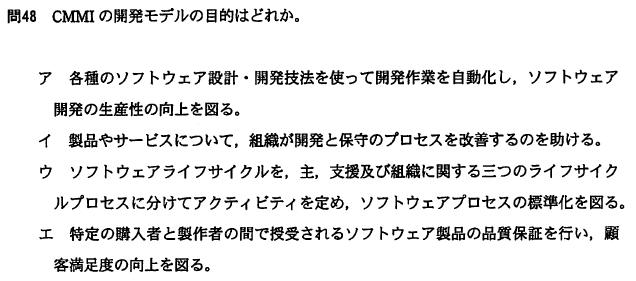 問48 CMMI の開発モデルの目的はどれか。
ア 各種のソフトウェア設計・開発技法を使って開発作業を自動化し，ソフトウェア
開発の生産性の向上を図る。
イ 製品やサービスについて，組織が開発と保守のプロセスを改善するのを助ける。
ウ ソフトウェアライフサイクルを，主，支援及び組織に関する三つのライフサイク
ルプロセスに分けてアクティビティを定め，ソフトウェアプロセスの標準化を図る。
エ 特定の購入者と製作者の間で授受されるソフトウェア製品の品質保証を行い，顧
客満足度の向上を図る。